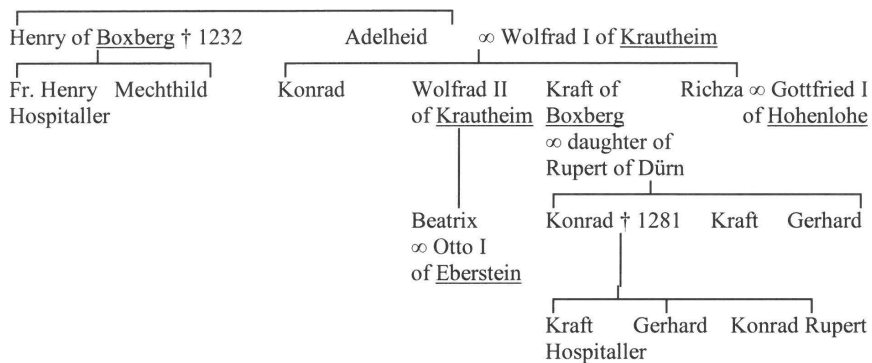 Henry of Boxberg † 1232 Adelheid ∞ Wolfrad I of Krautheim
Fr. Henry Mechthild Konrad Wolfrad II Kraft of Richza ∞ Gottfried I
Hospitaller of Krautheim Boxberg of Hohenlohe
∞ daughter of
Rupert of Dürn
Beatrix Konrad † 1281 Kraft Gerhard
∞ Otto I
of Eberstein
Kraft Gerhard Konrad Rupert
Hospitaller